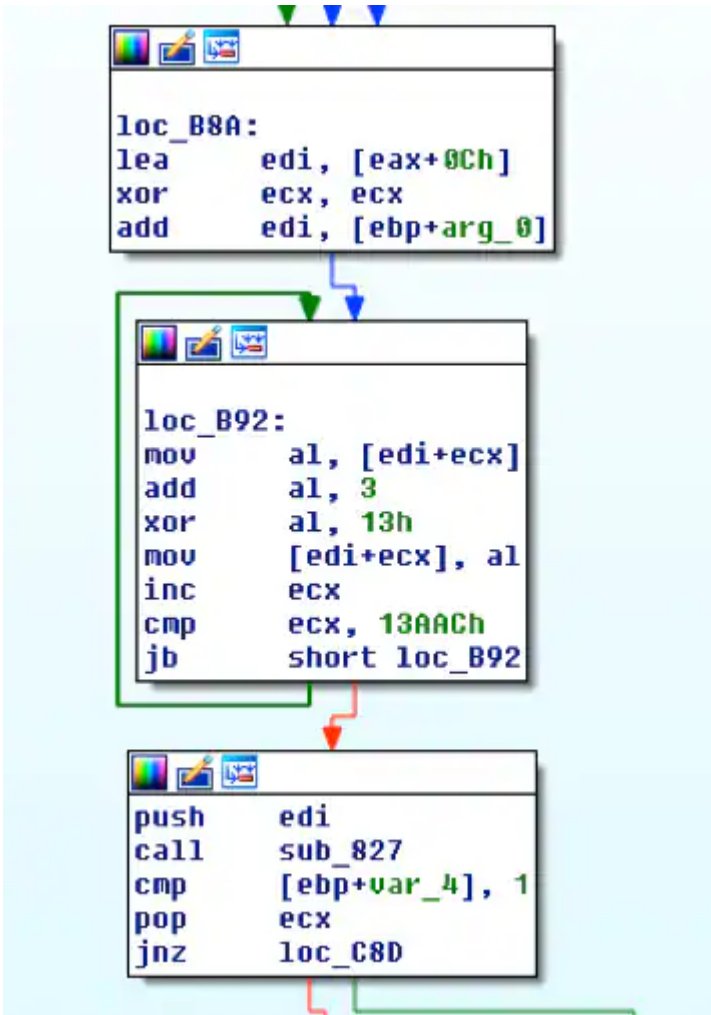 loc_B8A:
lea edi, [eax+0Ch]
xor ecx, ecx
add edi, [ebp+arg_0]
loc_B92:
mov al, [edi+ecx]
add al, 3
xor al, 13h
mov [edi+ecx], al
inc ecx
cmp ecx, 13AACh
jb short loc_B92
push edi
call sub_827
cmp [ebp+var_4], 1
pop ecx
jnz loc_C8D